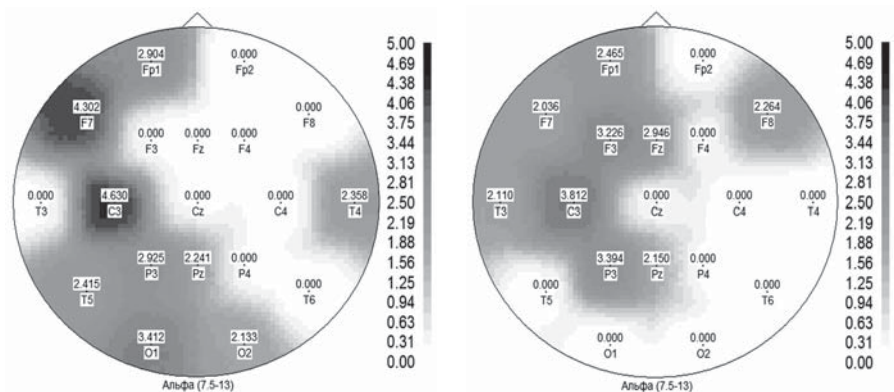 2.904 0.000
Fp1 Fp2
4.302 0.000
F7 F8
0.000 0.000 0.000
F3 Fz F4
0.000 4.630 0.000 0.000 2.358
T3 C3 Cz C4 T4
2.925 2.241 0.000
P3 Pz P4
2.415 0.000
T5 T6
3.412 2.133
O1 O2
Альфа (7.5-13)
5.00
4.69
4.38
4.06
3.75
3.44
3.13
2.81
2.50
2.19
1.88
1.56
1.25
0.94
0.63
0.31
0.00
2.465 0.000
Fp1 Fp2
2.036 2.264
F7 F8
3.226 2.946 0.000
F3 Fz F4
2.110 3.812 0.000 0.000 0.000
T3 C3 Cz C4 T4
3.394 2.150 0.000
P3 Pz P4
0.000 0.000
T5 T6
0.000 0.000
O1 O2
Альфа (7.5-13)
5.00
4.69
4.38
4.06
3.75
3.44
3.13
2.81
2.50
2.19
1.88
1.56
1.25
0.94
0.63
0.31
0.00